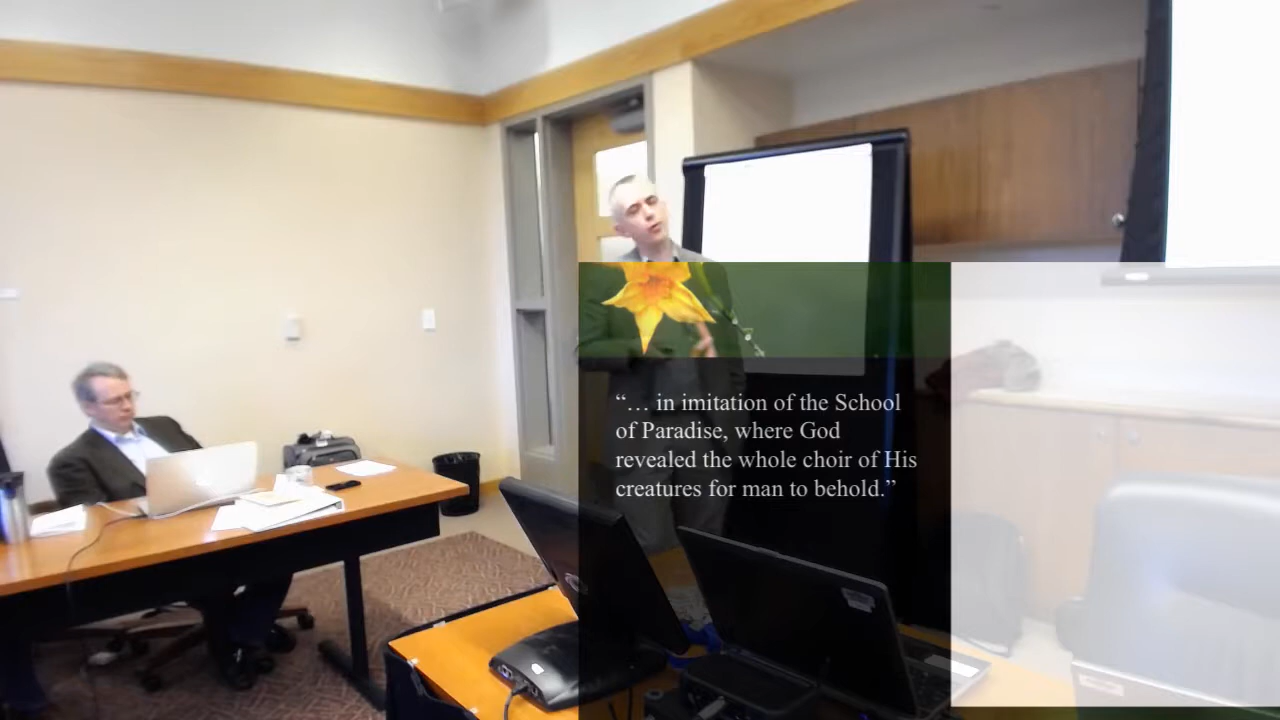 “… in imitation of the School
of Paradise, where God
revealed the whole choir of His
creatures for man to behold.”